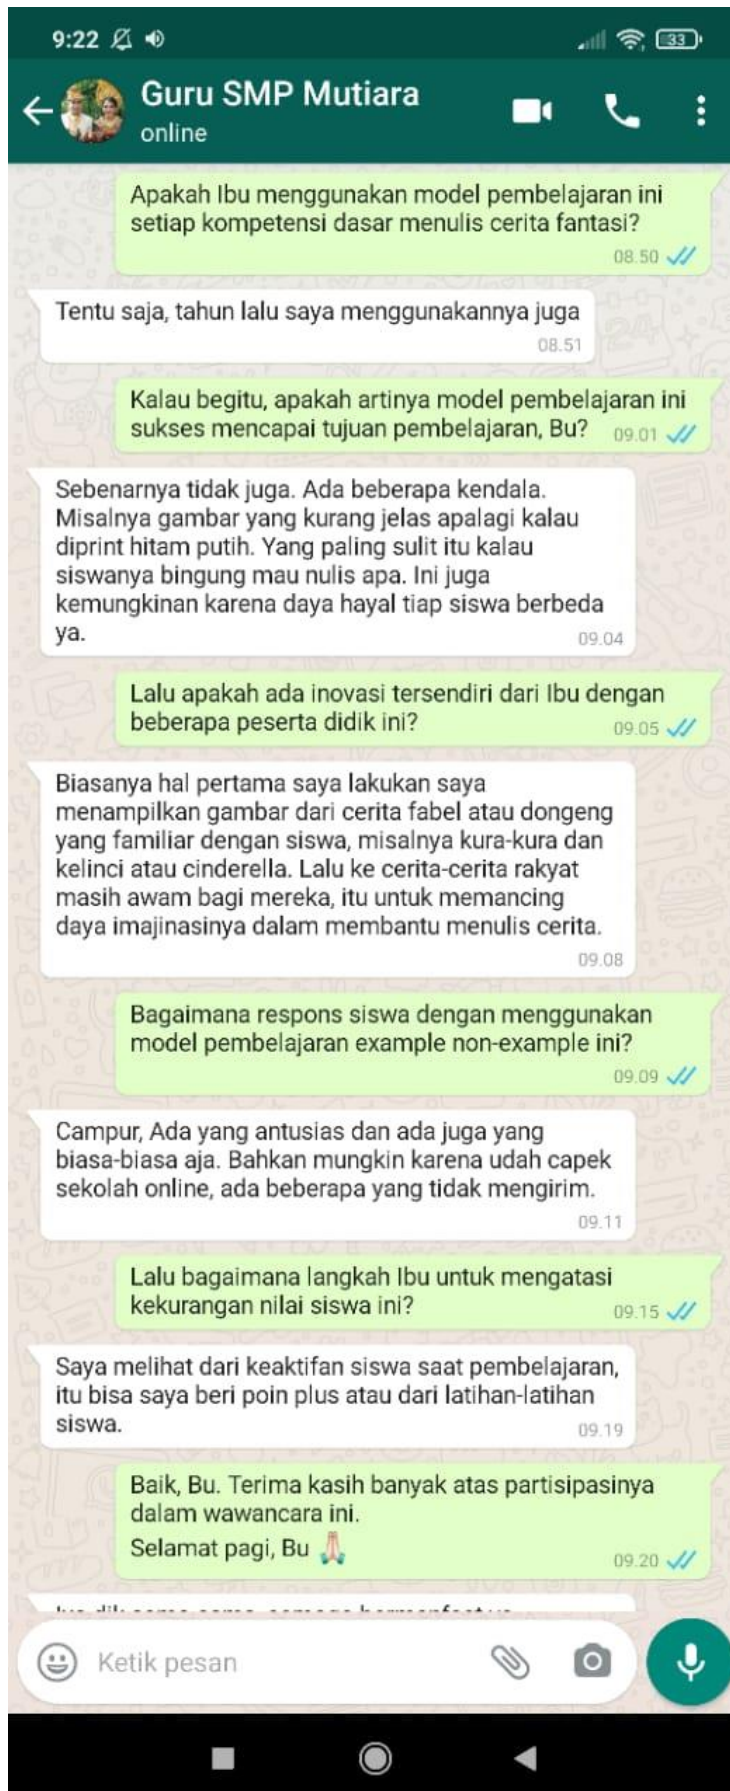 9:22
33
Guru SMP Mutiara
online
Apakah Ibu menggunakan model pembelajaran ini
setiap kompetensi dasar menulis cerita fantasi?
08.50
Tentu saja, tahun lalu saya menggunakannya juga
08.51
Kalau begitu, apakah artinya model pembelajaran ini
sukses mencapai tujuan pembelajaran, Bu? 09.01
Sebenarnya tidak juga. Ada beberapa kendala.
Misalnya gambar yang kurang jelas apalagi kalau
diprint hitam putih. Yang paling sulit itu kalau
siswanya bingung mau nulis apa. Ini juga
kemungkinan karena daya hayal tiap siswa berbeda
ya. 09.04
Lalu apakah ada inovasi tersendiri dari Ibu dengan
beberapa peserta didik ini? 09.05
Biasanya hal pertama saya lakukan saya
menampilkan gambar dari cerita fabel atau dongeng
yang familiar dengan siswa, misalnya kura-kura dan
kelinci atau cinderella. Lalu ke cerita-cerita rakyat
masih awam bagi mereka, itu untuk memancing
daya imajinasinya dalam membantu menulis cerita.
09.08
Bagaimana respons siswa dengan menggunakan
model pembelajaran example non-example ini?
09.09
Campur, Ada yang antusias dan ada juga yang
biasa-biasa aja. Bahkan mungkin karena udah capek
sekolah online, ada beberapa yang tidak mengirim.
09.11
Lalu bagaimana langkah Ibu untuk mengatasi
kekurangan nilai siswa ini? 09.15
Saya melihat dari keaktifan siswa saat pembelajaran,
itu bisa saya beri poin plus atau dari latihan-latihan
siswa. 09.19
Baik, Bu. Terima kasih banyak atas partisipasinya
dalam wawancara ini.
Selamat pagi, Bu 🙏🏻 09.20
Ketik pesan